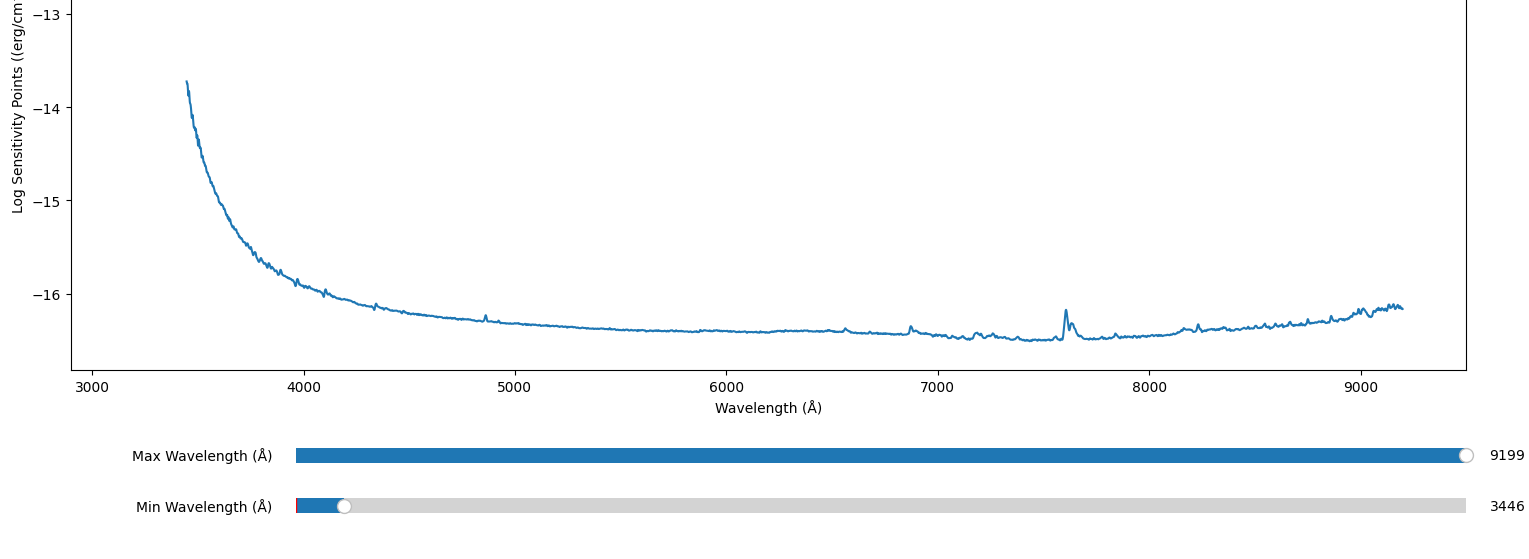 −13
−14
−15
−16
Log Sensitivity Points ((erg/cm
3000 4000 5000 6000 7000 8000 9000
Wavelength (Å)
Max Wavelength (Å) 9199
Min Wavelength (Å) 3446